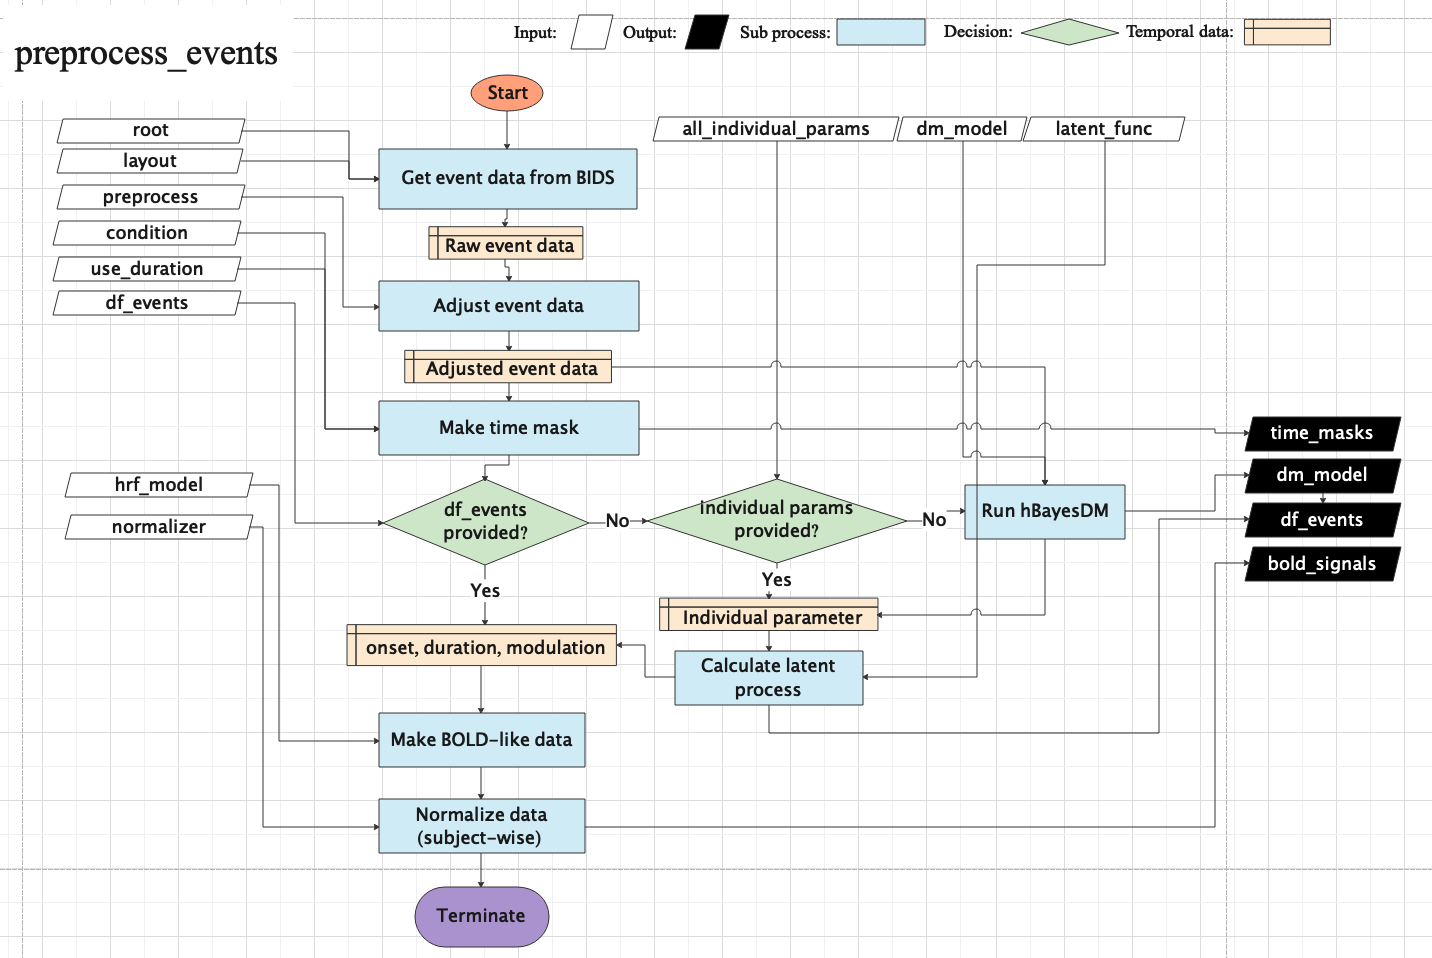 preprocess_events
Input:
Output:
Sub process:
Decision:
Temporal data:
Start
root
layout
preprocess
condition
use_duration
df_events
all_individual_params
dm_model
latent_func
Get event data from BIDS
Raw event data
Adjust event data
Adjusted event data
Make time mask
hrf_model
normalizer
df_events
provided?
No
Individual params
provided?
No
Run hBayesDM
time_masks
dm_model
df_events
bold_signals
Yes
Yes
Individual parameter
onset, duration, modulation
Calculate latent
process
Make BOLD-like data
Normalize data
(subject-wise)
Terminate